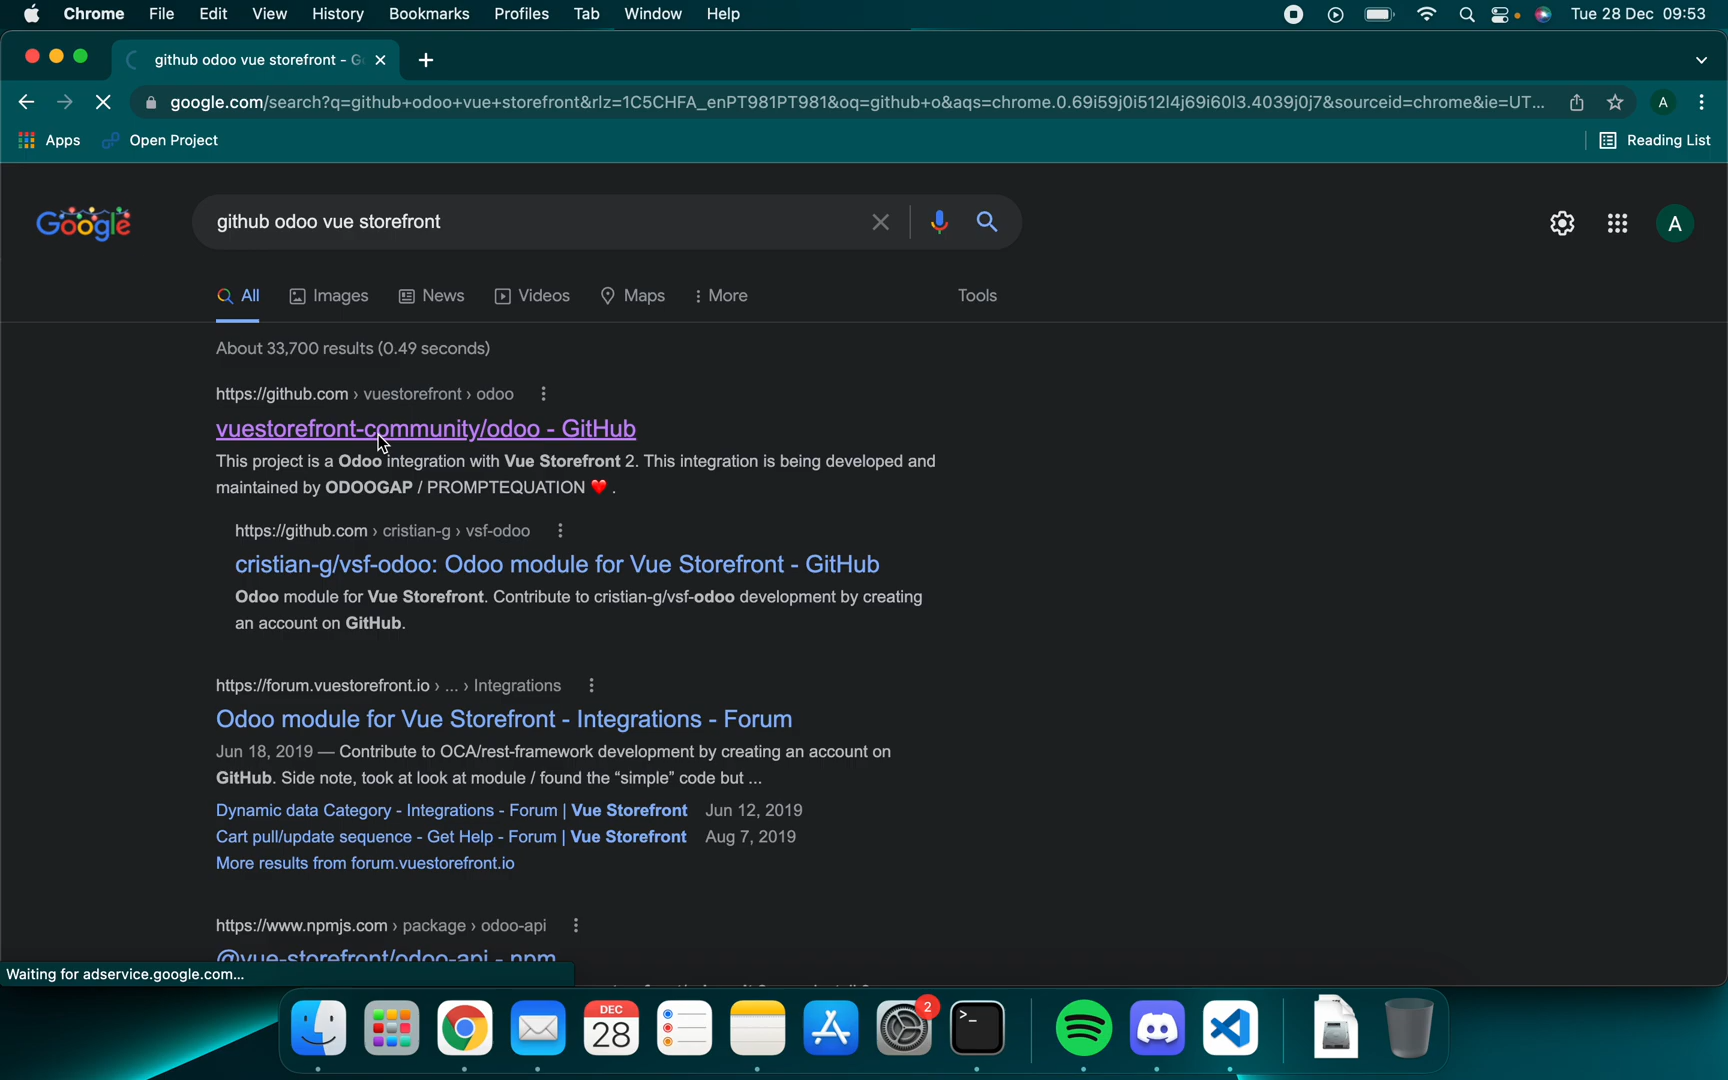 Chrome File Edit View History Bookmarks Profiles Tab Window Help Tue 28 Dec 09:53
github odoo vue storefront - G
google.com/search?q=github+odoo+vue+storefront&rlz=1C5CHFA_enPT981PT981&oq=github+o&aqs=chrome.0.69i59j0i512l4j69i60l3.4039j0j7&sourceid=chrome&ie=UT... A
Apps Open Project Reading List
Google github odoo vue storefront A
All Images News Videos Maps More Tools
About 33,700 results (0.49 seconds)
https://github.com › vuestorefront › odoo
vuestorefront-community/odoo - GitHub
This project is a Odoo integration with Vue Storefront 2. This integration is being developed and
maintained by ODOOGAP / PROMPTEQUATION ❤️ .
https://github.com › cristian-g › vsf-odoo
cristian-g/vsf-odoo: Odoo module for Vue Storefront - GitHub
Odoo module for Vue Storefront. Contribute to cristian-g/vsf-odoo development by creating
an account on GitHub.
https://forum.vuestorefront.io › ... › Integrations
Odoo module for Vue Storefront - Integrations - Forum
Jun 18, 2019 — Contribute to OCA/rest-framework development by creating an account on
GitHub. Side note, took at look at module / found the “simple” code but ...
Dynamic data Category - Integrations - Forum | Vue Storefront Jun 12, 2019
Cart pull/update sequence - Get Help - Forum | Vue Storefront Aug 7, 2019
More results from forum.vuestorefront.io
https://www.npmjs.com › package › odoo-api
@vue-storefront/odoo-api - npm
Waiting for adservice.google.com...
DEC
28
2